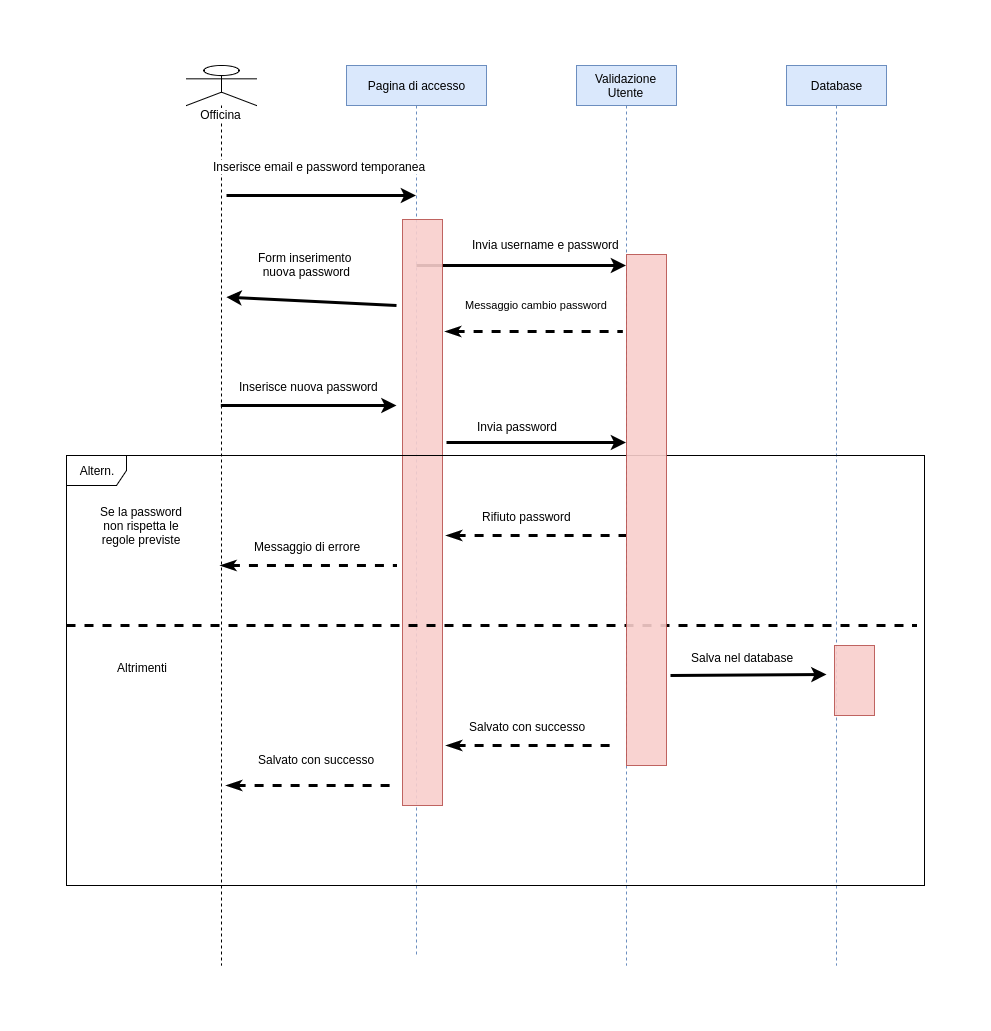 Officina
Pagina di accesso
Validazione
Utente
Database
Inserisce email e password temporanea
Invia username e password
Form inserimento
nuova password
Messaggio cambio password
Inserisce nuova password
Invia password
Altern.
Se la password
non rispetta le
regole previste
Rifiuto password
Messaggio di errore
Altrimenti
Salva nel database
Salvato con successo
Salvato con successo